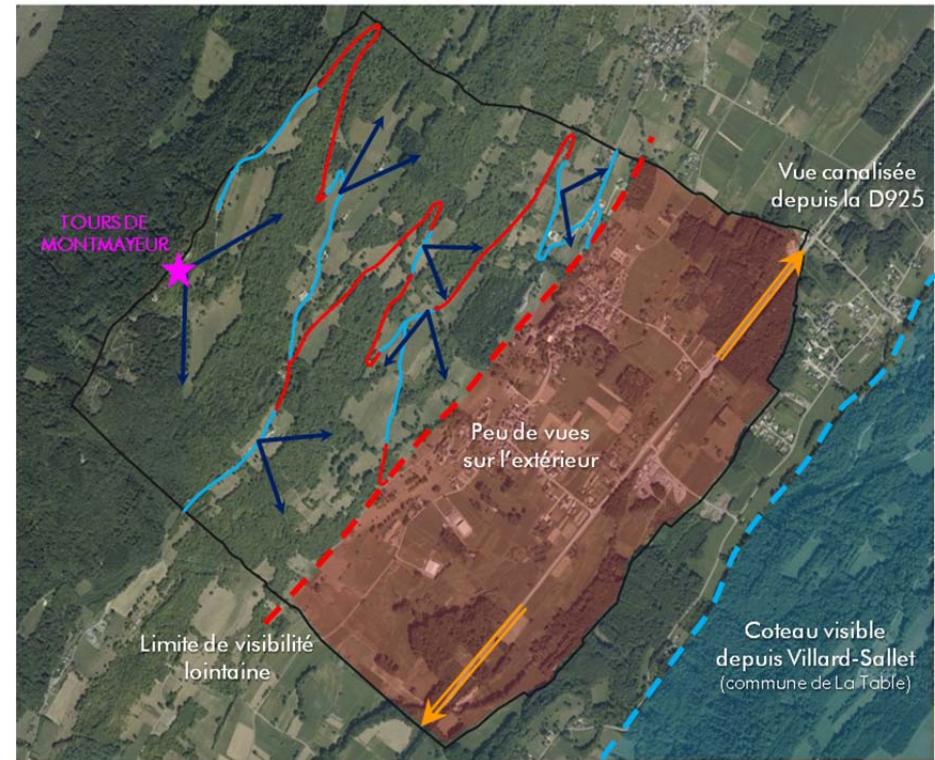 Vue canalisée
depuis la D925
TOURS DE
MONTMAYEUR
Peu de vues
sur l'extérieur
Limite de visibilité
lointaine
Coteau visible
depuis Villard-Sallet
(commune de La Table)